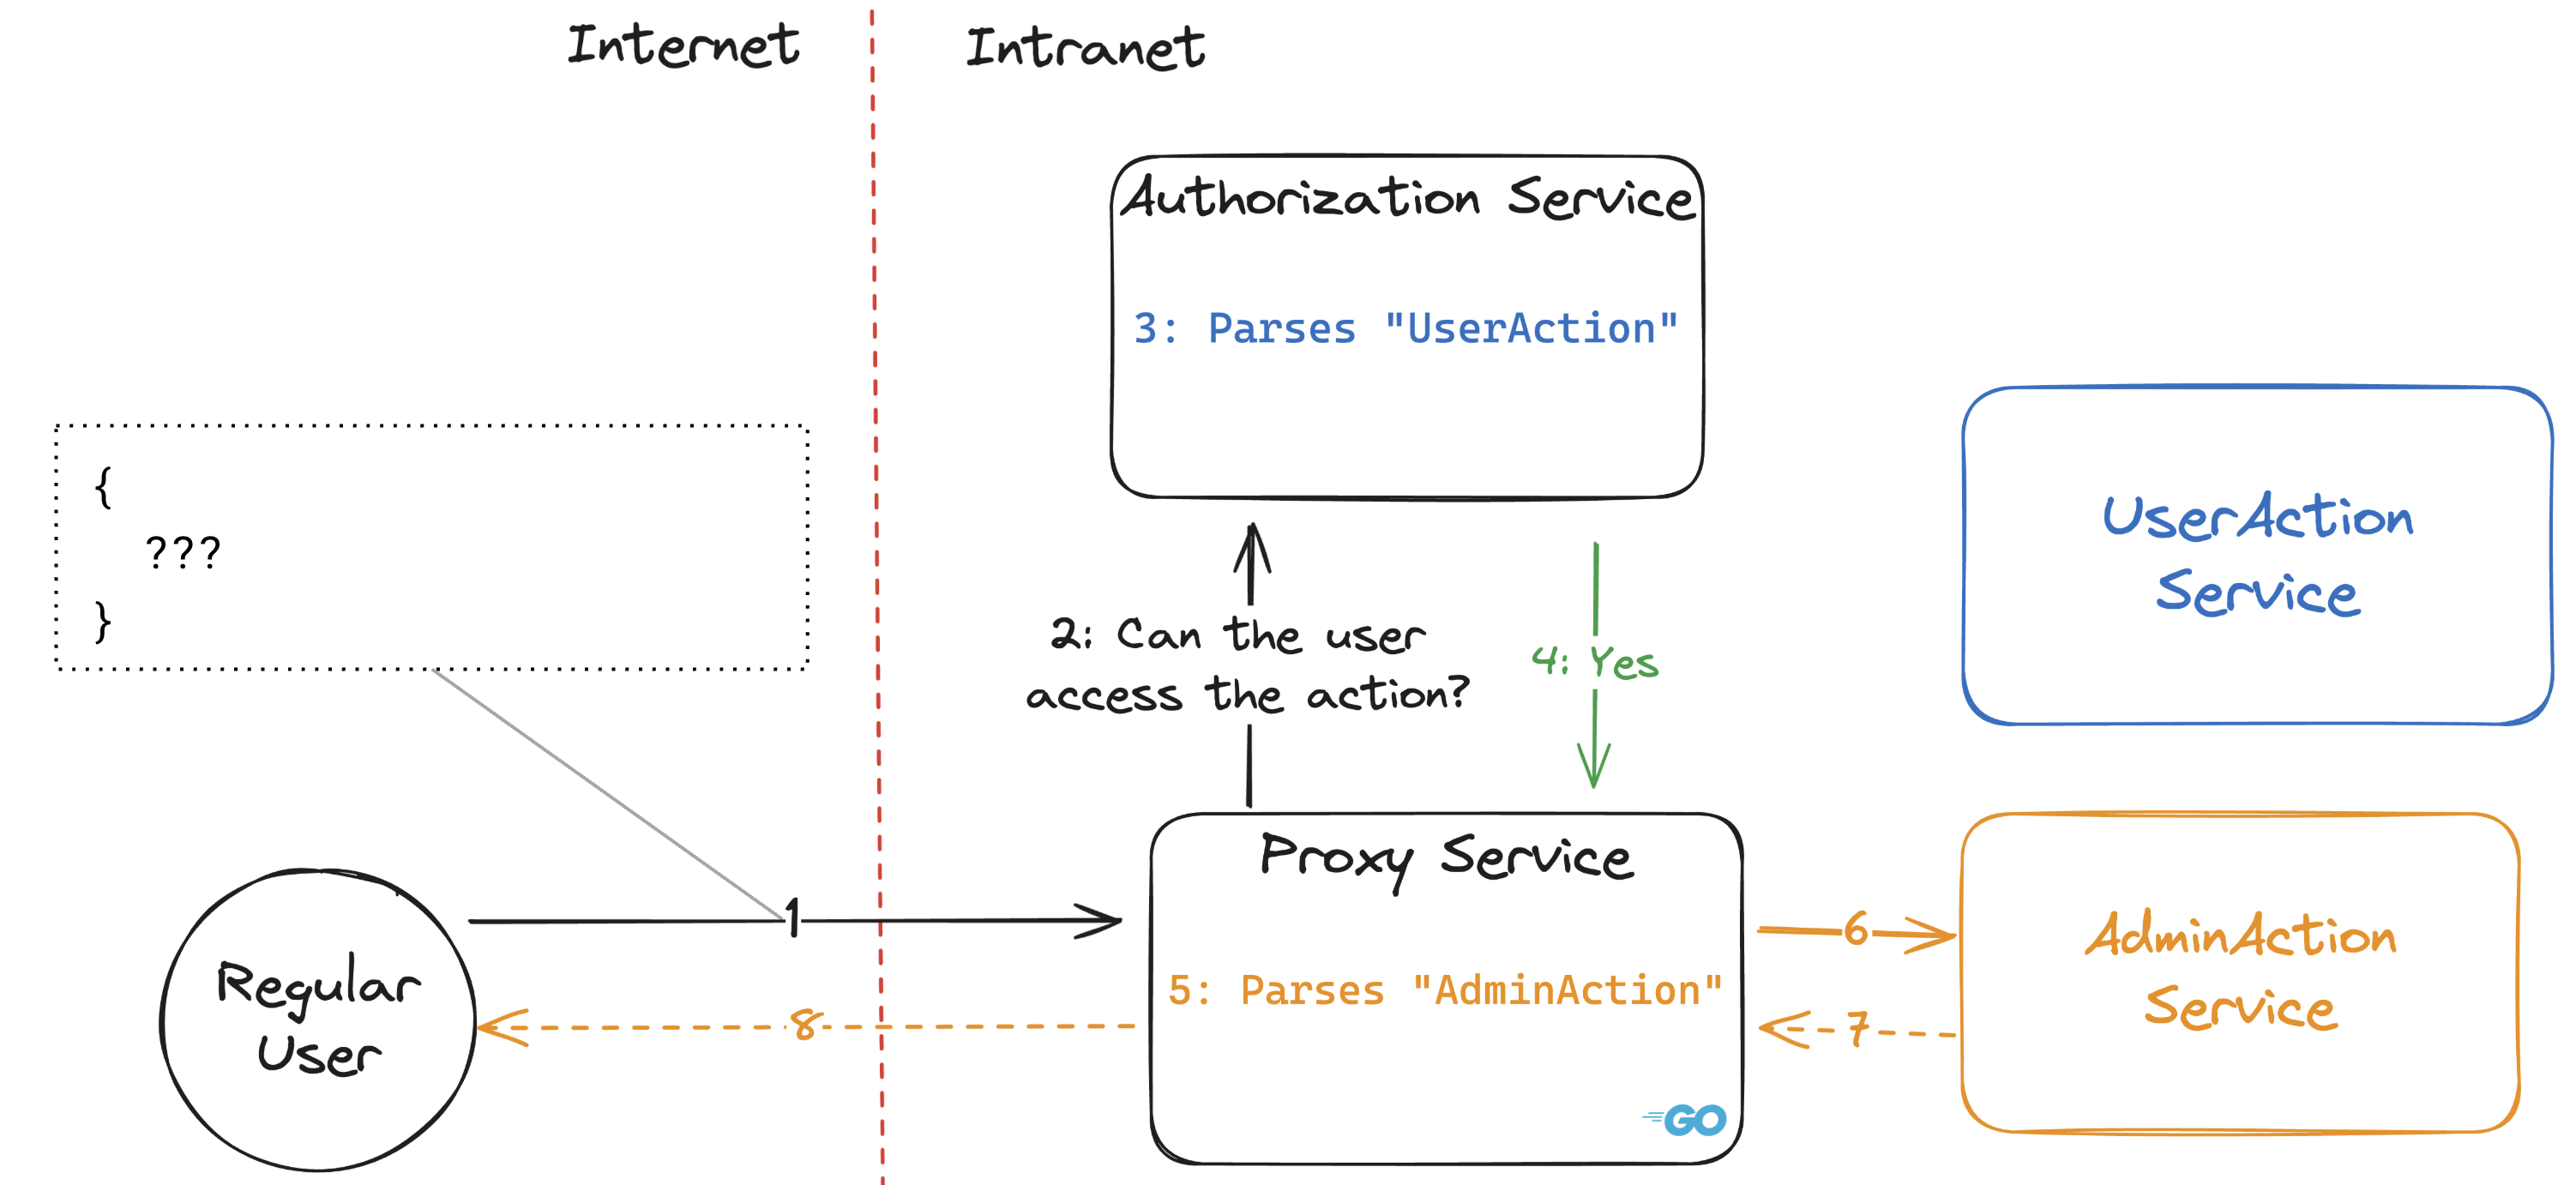 Internet
Intranet
Authorization Service
3: Parses "UserAction"
{
???
}
UserAction
Service
2: Can the user
access the action?
4: Yes
1
Regular
User
8
Proxy Service
5: Parses "AdminAction"
GO
6
7
AdminAction
Service